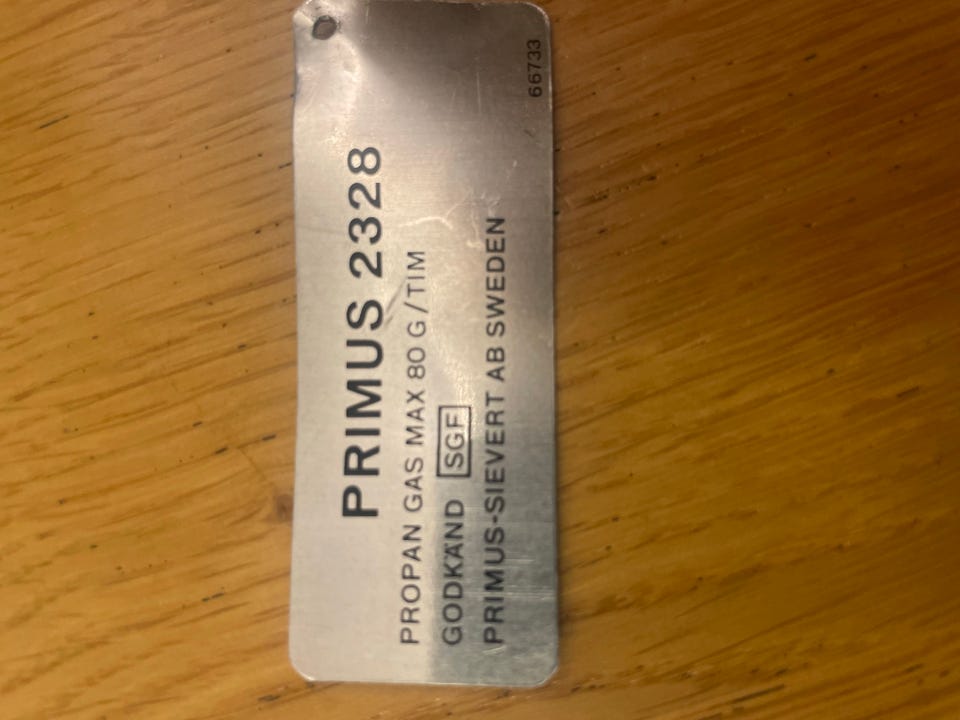 PRIMUS 2328
PROPAN GAS MAX 80 G/TIM
GODKÄND SGF
PRIMUS-SIEVERT AB SWEDEN
66733